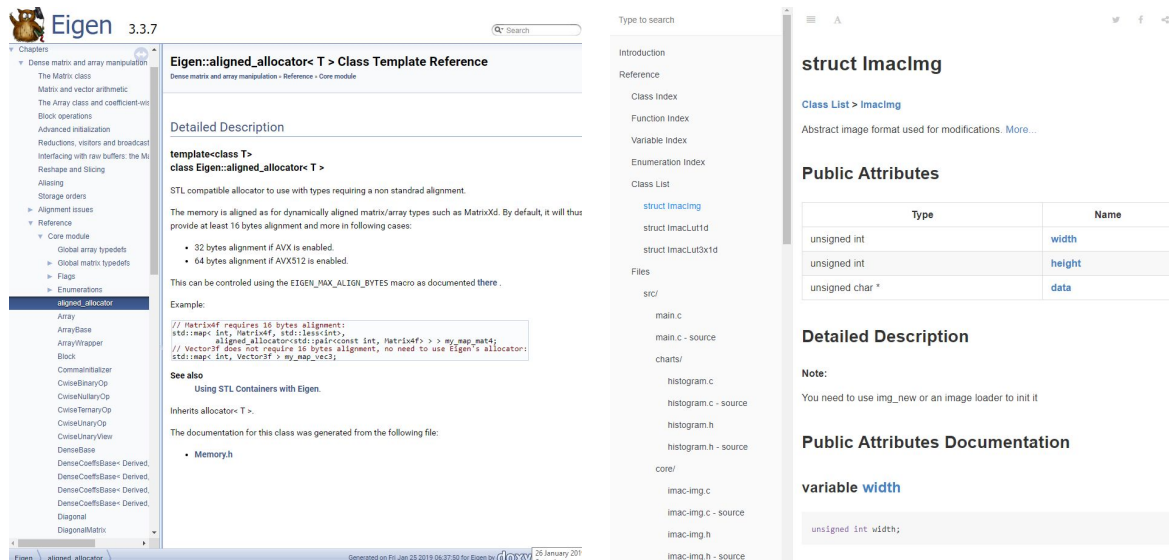 Eigen 3.3.7
Search
Chapters
Dense matrix and array manipulation
The Matrix class
Matrix and vector arithmetic
The Array class and coefficient-wis
Block operations
Advanced initialization
Reductions, visitors and broadcast
Interfacing with raw buffers: the Ma
Reshape and Slicing
Aliasing
Storage orders
Alignment issues
Reference
Core module
Global array typedefs
Global matrix typedefs
Flags
Enumerations
aligned_allocator
Array
ArrayBase
ArrayWrapper
Block
CommaInitializer
CwiseBinaryOp
CwiseNullaryOp
CwiseTernaryOp
CwiseUnaryOp
CwiseUnaryView
DenseBase
DenseCoeffsBase< Derived,
DenseCoeffsBase< Derived,
DenseCoeffsBase< Derived,
DenseCoeffsBase< Derived,
Diagonal
DiagonalMatrix
Eigen::aligned_allocator< T > Class Template Reference
Dense matrix and array manipulation » Reference » Core module
Detailed Description
template<class T>
class Eigen::aligned_allocator< T >
STL compatible allocator to use with types requiring a non standrad alignment.
The memory is aligned as for dynamically aligned matrix/array types such as MatrixXd. By default, it will thus
provide at least 16 bytes alignment and more in following cases:
• 32 bytes alignment if AVX is enabled.
• 64 bytes alignment if AVX512 is enabled.
This can be controled using the EIGEN_MAX_ALIGN_BYTES macro as documented there .
Example:
// Matrix4f requires 16 bytes alignment:
std::map< int, Matrix4f, std::less<int>,
aligned_allocator<std::pair<const int, Matrix4f> > > my_map_mat4;
// Vector3f does not require 16 bytes alignment, no need to use Eigen's allocator:
std::map< int, Vector3f > my_map_vec3;
See also
Using STL Containers with Eigen.
Inherits allocator< T >.
The documentation for this class was generated from the following file:
• Memory.h
Eigen aligned_allocator
Generated on Fri Jan 25 2019 06:37:50 for Eigen by doxy
26 January 201
Type to search
Introduction
Reference
Class Index
Function Index
Variable Index
Enumeration Index
Class List
struct ImacImg
struct ImacLut1d
struct ImacLut3x1d
Files
src/
main.c
main.c - source
charts/
histogram.c
histogram.c - source
histogram.h
histogram.h - source
core/
imac-img.c
imac-img.c - source
imac-img.h
imac-img.h - source
A
struct ImacImg
Class List > ImacImg
Abstract image format used for modifications. More...
Public Attributes
Type Name
unsigned int width
unsigned int height
unsigned char * data
Detailed Description
Note:
You need to use img_new or an image loader to init it
Public Attributes Documentation
variable width
unsigned int width;